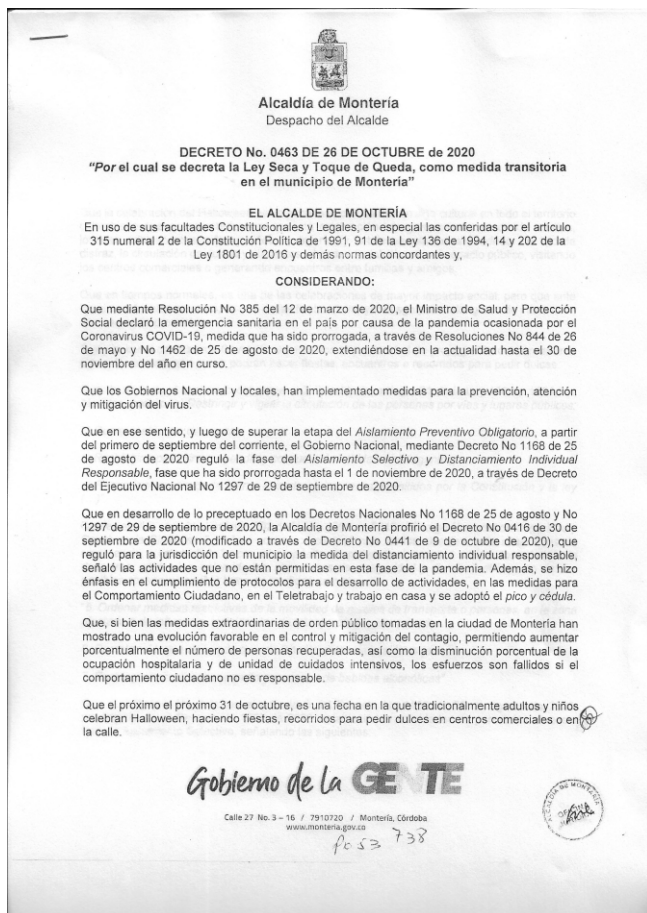 Alcaldía de Montería
Despacho del Alcalde
DECRETO No. 0463 DE 26 DE OCTUBRE de 2020
"Por el cual se decreta la Ley Seca y Toque de Queda, como medida transitoria
en el municipio de Montería"
EL ALCALDE DE MONTERÍA
En uso de sus facultades Constitucionales y Legales, en especial las conferidas por el artículo
315 numeral 2 de la Constitución Política de 1991, 91 de la Ley 136 de 1994, 14 y 202 de la
Ley 1801 de 2016 y demás normas concordantes y,
CONSIDERANDO:
Que mediante Resolución No 385 del 12 de marzo de 2020, el Ministro de Salud y Protección
Social declaró la emergencia sanitaria en el país por causa de la pandemia ocasionada por el
Coronavirus COVID-19, medida que ha sido prorrogada, a través de Resoluciones No 844 de 26
de mayo y No 1462 de 25 de agosto de 2020, extendiéndose en la actualidad hasta el 30 de
noviembre del año en curso.
Que los Gobiernos Nacional y locales, han implementado medidas para la prevención, atención
y mitigación del virus.
Que en ese sentido, y luego de superar la etapa del Aislamiento Preventivo Obligatorio, a partir
del primero de septiembre del corriente, el Gobierno Nacional, mediante Decreto No 1168 de 25
de agosto de 2020 reguló la fase del Aislamiento Selectivo y Distanciamiento Individual
Responsable, fase que ha sido prorrogada hasta el 1 de noviembre de 2020, a través de Decreto
del Ejecutivo Nacional No 1297 de 29 de septiembre de 2020.
Que en desarrollo de lo preceptuado en los Decretos Nacionales No 1168 de 25 de agosto y No
1297 de 29 de septiembre de 2020, la Alcaldía de Montería profirió el Decreto No 0416 de 30 de
septiembre de 2020 (modificado a través de Decreto No 0441 de 9 de octubre de 2020), que
reguló para la jurisdicción del municipio la medida del distanciamiento individual responsable,
señaló las actividades que no están permitidas en esta fase de la pandemia. Además, se hizo
énfasis en el cumplimiento de protocolos para el desarrollo de actividades, en las medidas para
el Comportamiento Ciudadano, en el Teletrabajo y trabajo en casa y se adoptó el pico y cédula.
Que, si bien las medidas extraordinarias de orden público tomadas en la ciudad de Montería han
mostrado una evolución favorable en el control y mitigación del contagio, permitiendo aumentar
porcentualmente el número de personas recuperadas, así como la disminución porcentual de la
ocupación hospitalaria y de unidad de cuidados intensivos, los esfuerzos son fallidos si el
comportamiento ciudadano no es responsable.
Que el próximo el próximo 31 de octubre, es una fecha en la que tradicionalmente adultos y niños
celebran Halloween, haciendo fiestas, recorridos para pedir dulces en centros comerciales o en
la calle.
Gobierno de la GENTE
Calle 27 No. 3 – 16 / 7910720 / Montería, Córdoba
www.monteria.gov.co
738
ALCALDIA DE MONTERIA